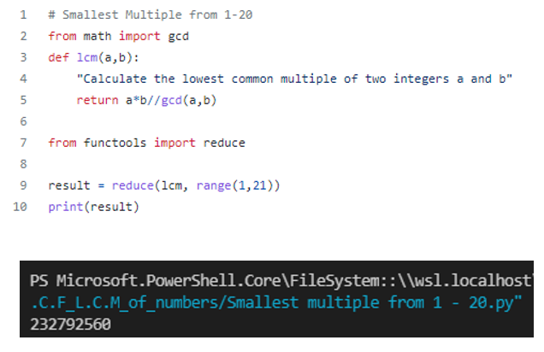 1 # Smallest Multiple from 1-20
2 from math import gcd
3 def lcm(a,b):
4     "Calculate the lowest common multiple of two integers a and b"
5     return a*b//gcd(a,b)
6
7 from functools import reduce
8
9 result = reduce(lcm, range(1,21))
10 print(result)
PS Microsoft.PowerShell.Core\FileSystem::\\wsl.localhost
.C.F_L.C.M_of_numbers/Smallest multiple from 1 - 20.py"
232792560